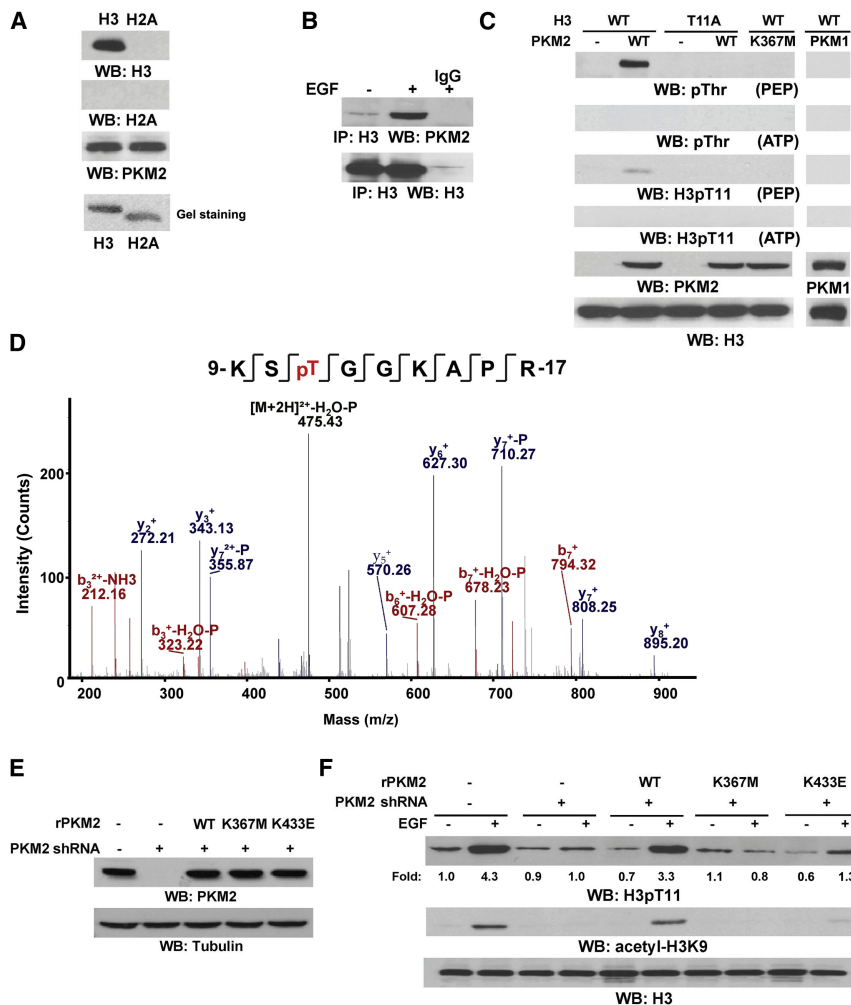 A
H3 H2A
WB: H3
WB: H2A
WB: PKM2
Gel staining
H3 H2A
B
IgG
EGF - + +
IP: H3 WB: PKM2
IP: H3 WB: H3
C
H3 WT T11A WT WT
PKM2 - WT - WT K367M PKM1
WB: pThr (PEP)
WB: pThr (ATP)
WB: H3pT11 (PEP)
WB: H3pT11 (ATP)
WB: PKM2 PKM1
WB: H3
D
9- K S pT G G K A P R -17
[M+2H]²⁺-H₂O-P
475.43
y₆⁺
627.30
y₇⁺-P
710.27
200
y₃⁺
343.13
y₂⁺
272.21
y₇²⁺-P
355.87
y₅⁺
570.26
b₇⁺
794.32
b₇⁺-H₂O-P
678.23
y₇⁺
808.25
100
b₃²⁺-NH3
212.16
b₆⁺-H₂O-P
607.28
b₃⁺-H₂O-P
323.22
y₈⁺
895.20
0
Intensity (Counts)
200 300 400 500 600 700 800 900
Mass (m/z)
E
rPKM2 - - WT K367M K433E
PKM2 shRNA - + + + +
WB: PKM2
WB: Tubulin
F
rPKM2 - - WT K367M K433E
PKM2 shRNA - + + + +
EGF - + - + - + - + - +
Fold: 1.0 4.3 0.9 1.0 0.7 3.3 1.1 0.8 0.6 1.3
WB: H3pT11
WB: acetyl-H3K9
WB: H3